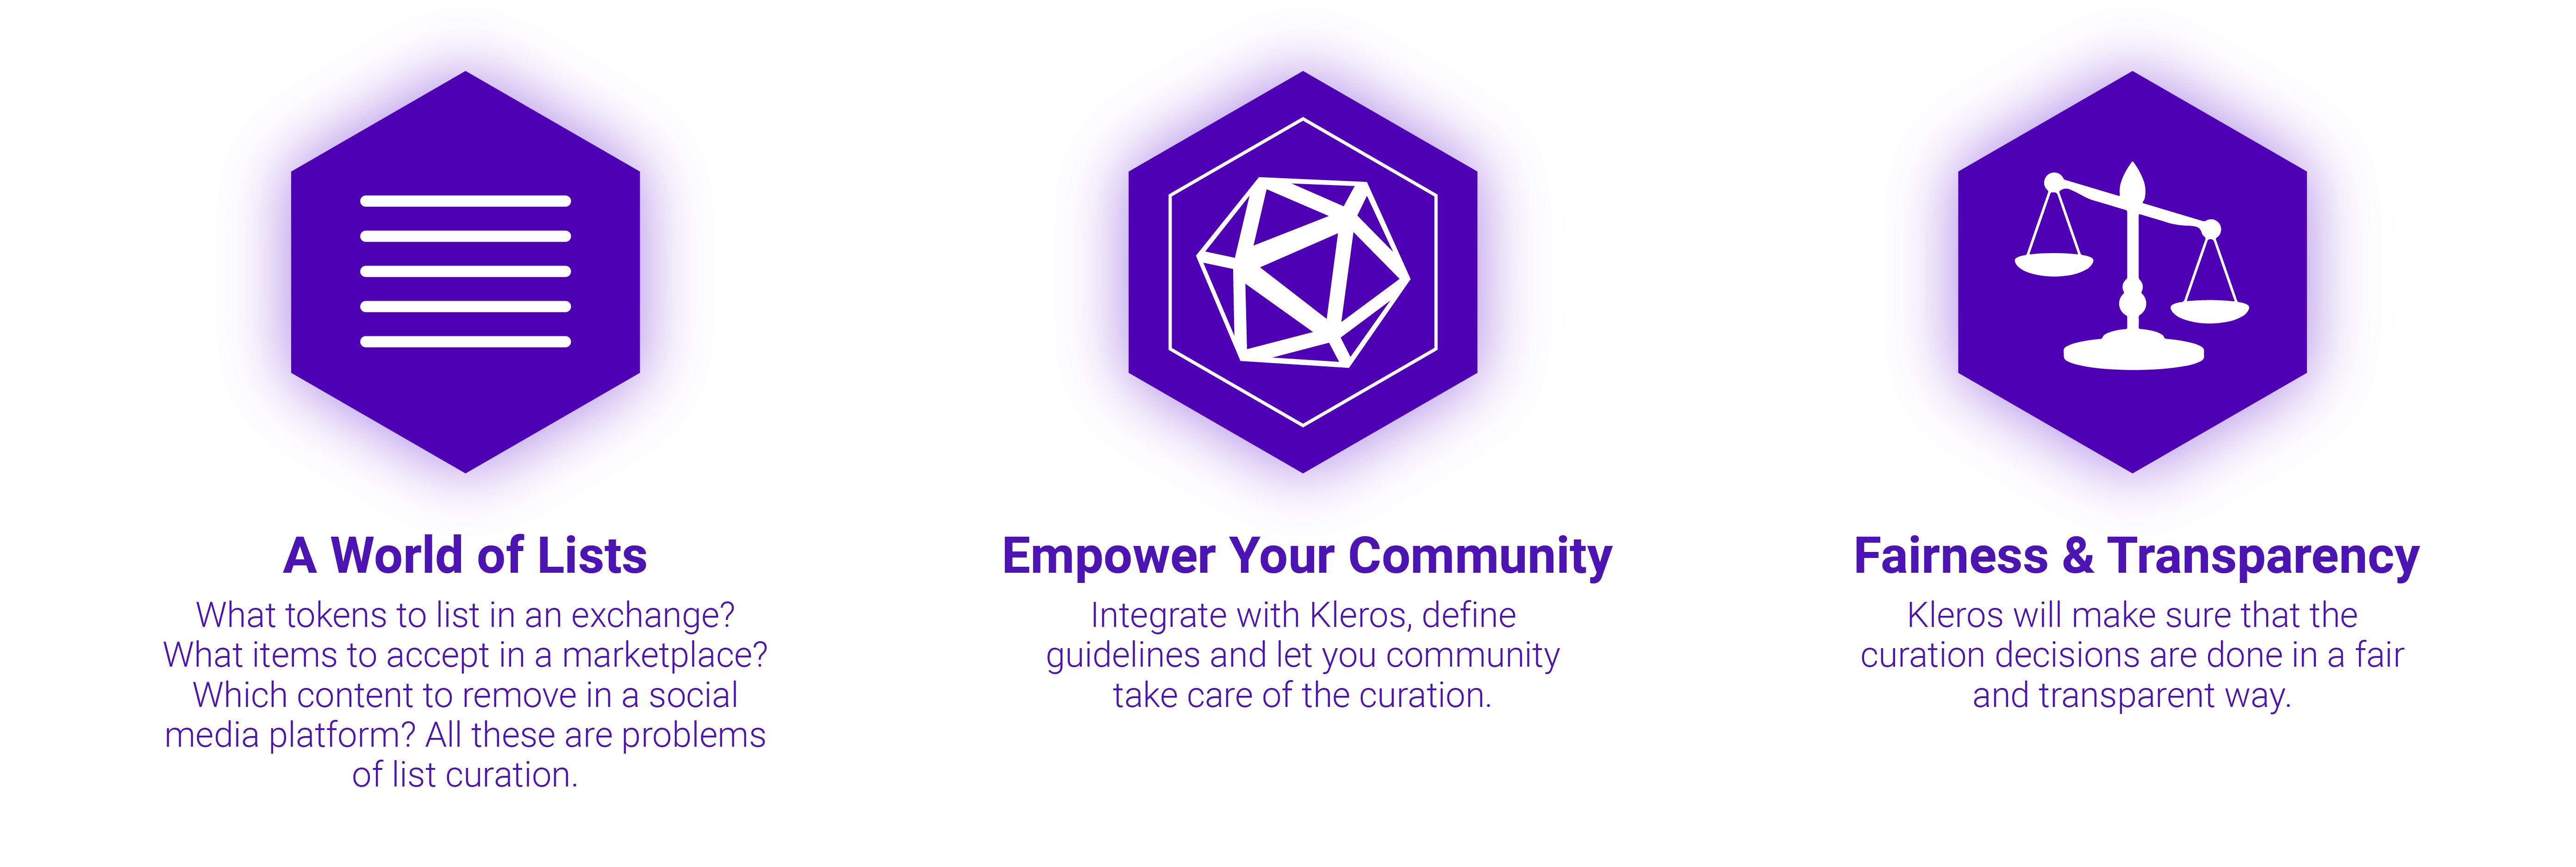 A World of Lists
What tokens to list in an exchange?
What items to accept in a marketplace?
Which content to remove in a social
media platform? All these are problems
of list curation.
Empower Your Community
Integrate with Kleros, define
guidelines and let you community
take care of the curation.
Fairness & Transparency
Kleros will make sure that the
curation decisions are done in a fair
and transparent way.